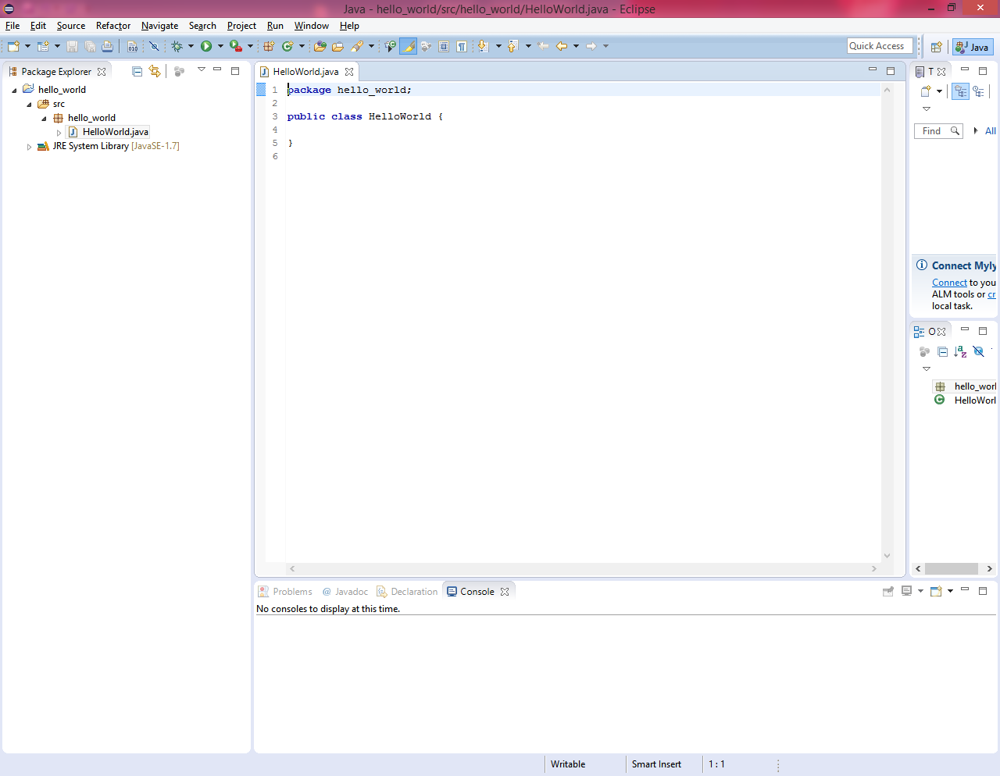 Java - hello_world/src/hello_world/HelloWorld.java - Eclipse
File Edit Source Refactor Navigate Search Project Run Window Help
010 Quick Access Java
Package Explorer
hello_world
src
hello_world
HelloWorld.java
JRE System Library [JavaSE-1.7]
HelloWorld.java
1 package hello_world;
2
3 public class HelloWorld {
4
5 }
6
T
Find All
Connect Myly
Connect to you
ALM tools or cr
local task.
O
hello_worl
HelloWorl
Problems @ Javadoc Declaration Console
No consoles to display at this time.
Writable Smart Insert 1 : 1